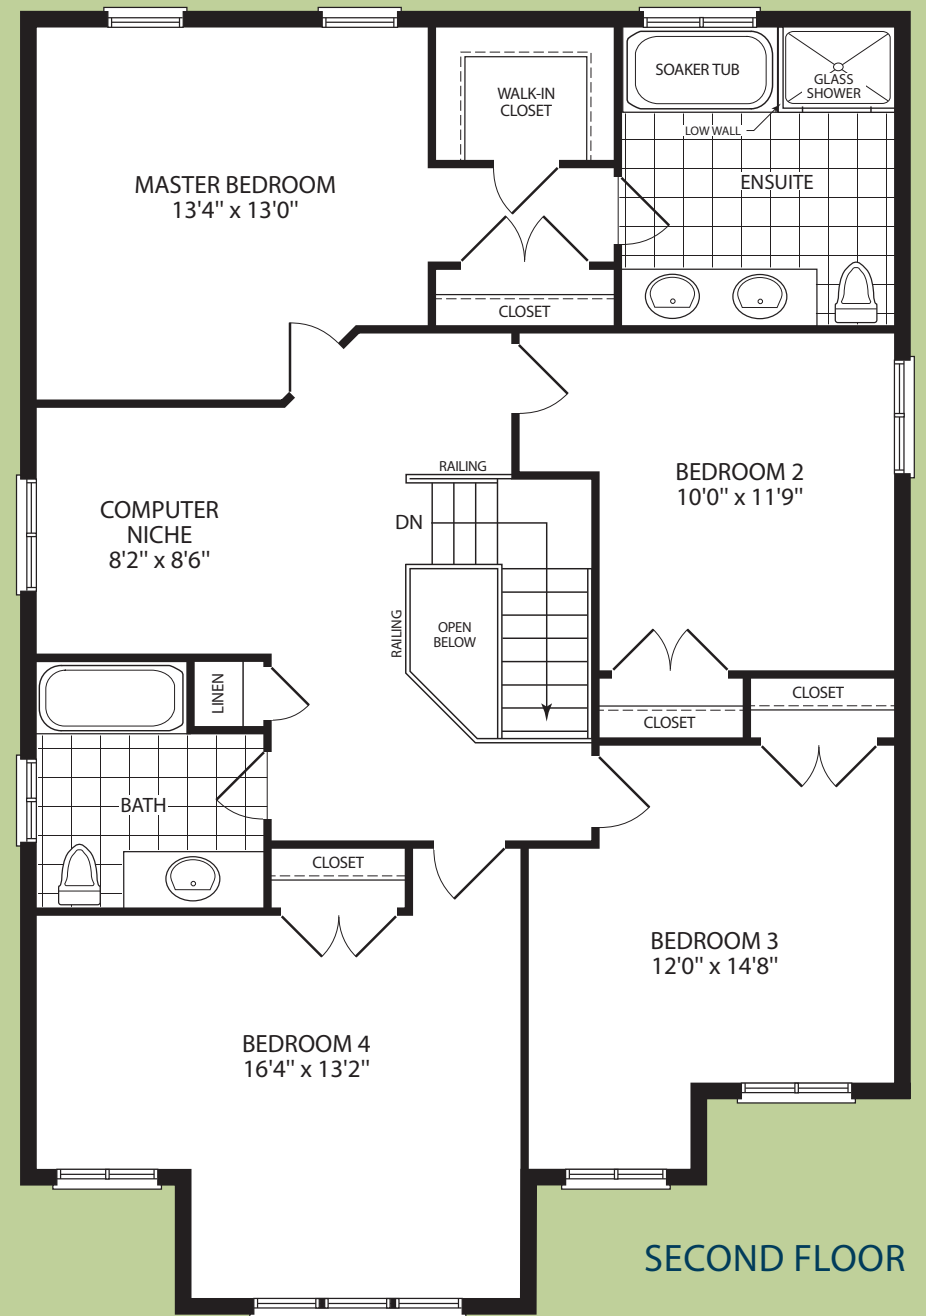 SOAKER TUB
GLASS
SHOWER
WALK-IN
CLOSET
LOW WALL
MASTER BEDROOM
13'4" x 13'0"
ENSUITE
CLOSET
RAILING
BEDROOM 2
10'0" x 11'9"
COMPUTER
NICHE
8'2" x 8'6"
DN
RAILING
OPEN
BELOW
LINEN
CLOSET
CLOSET
BATH
CLOSET
BEDROOM 3
12'0" x 14'8"
BEDROOM 4
16'4" x 13'2"
SECOND FLOOR